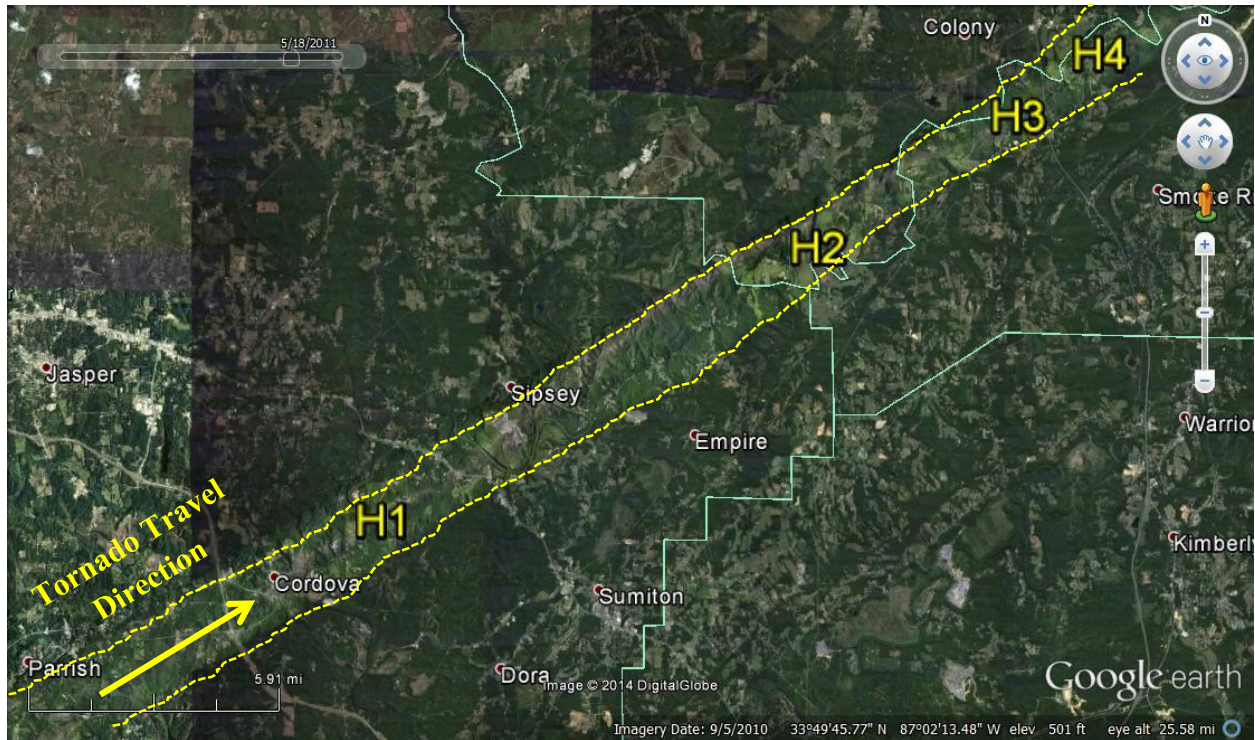 5/18/2011
Colony
N
H4
H3
Smoke R
H2
Jasper
Sipsey
Empire
Warrior
H1
Tornado Travel
Direction
Cordova
Kimberly
Sumiton
Parrish
5.91 mi
Dora
Image © 2014 DigitalGlobe
Google earth
Imagery Date: 9/5/2010 33°49'45.77" N 87°02'13.48" W elev 501 ft eye alt 25.58 mi